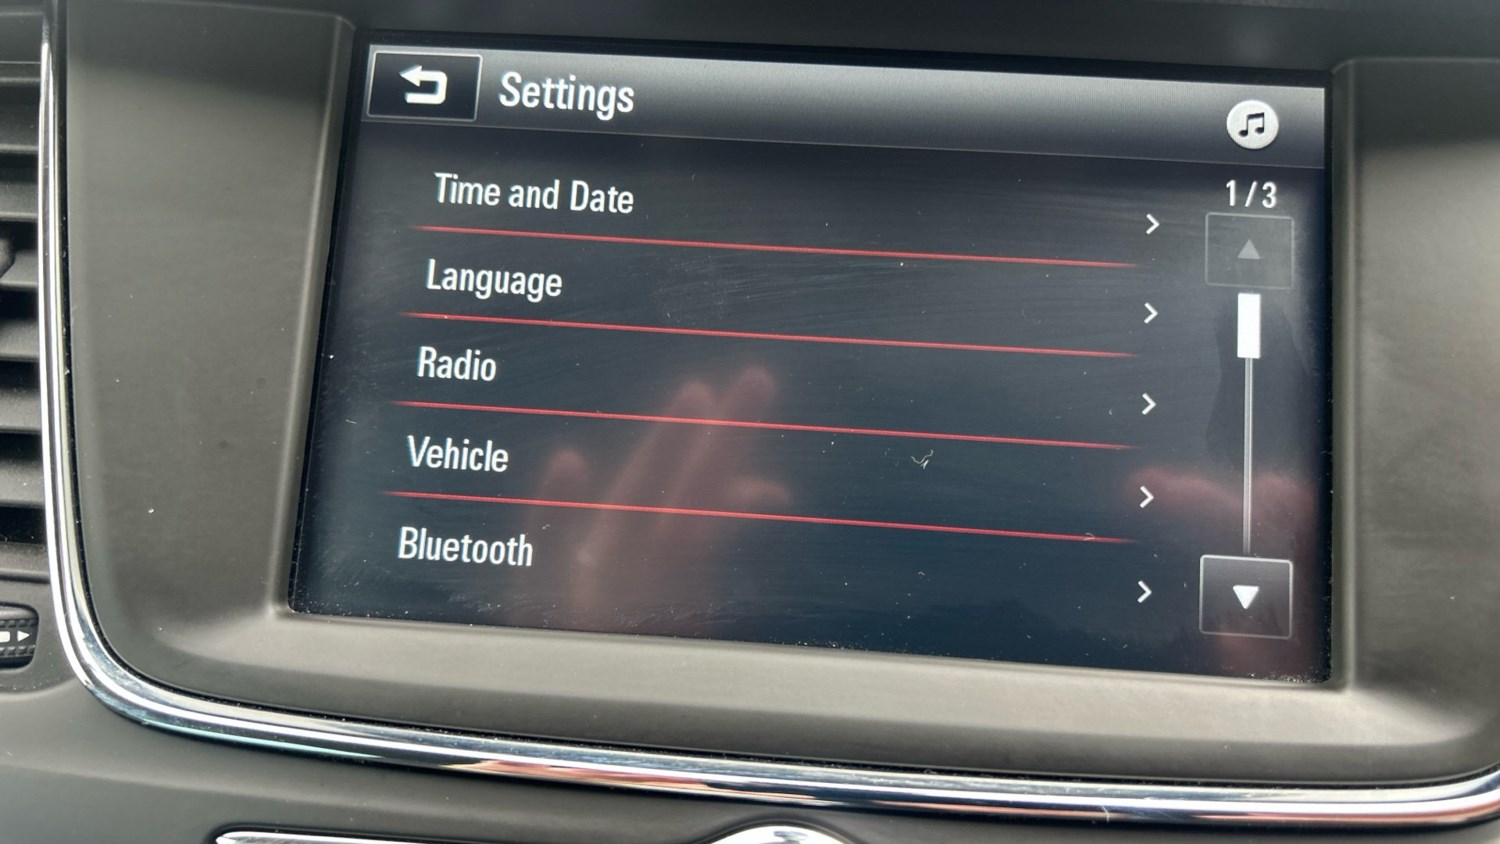 Settings
1/3
Time and Date
Language
Radio
Vehicle
Bluetooth